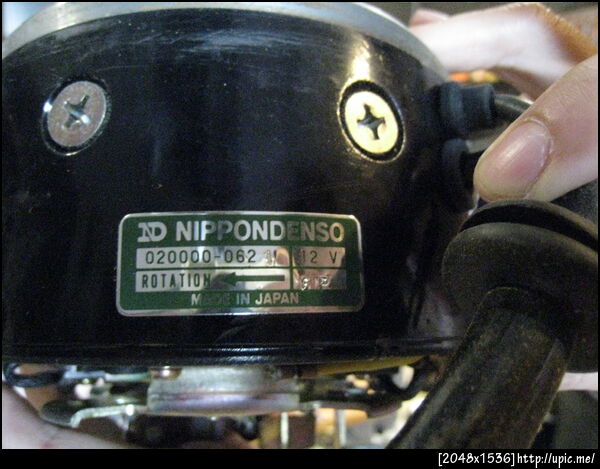 ND NIPPONDENSO
020000-062 12 V
ROTATION ←
MADE IN JAPAN
[2048x1536]http://upic.me/